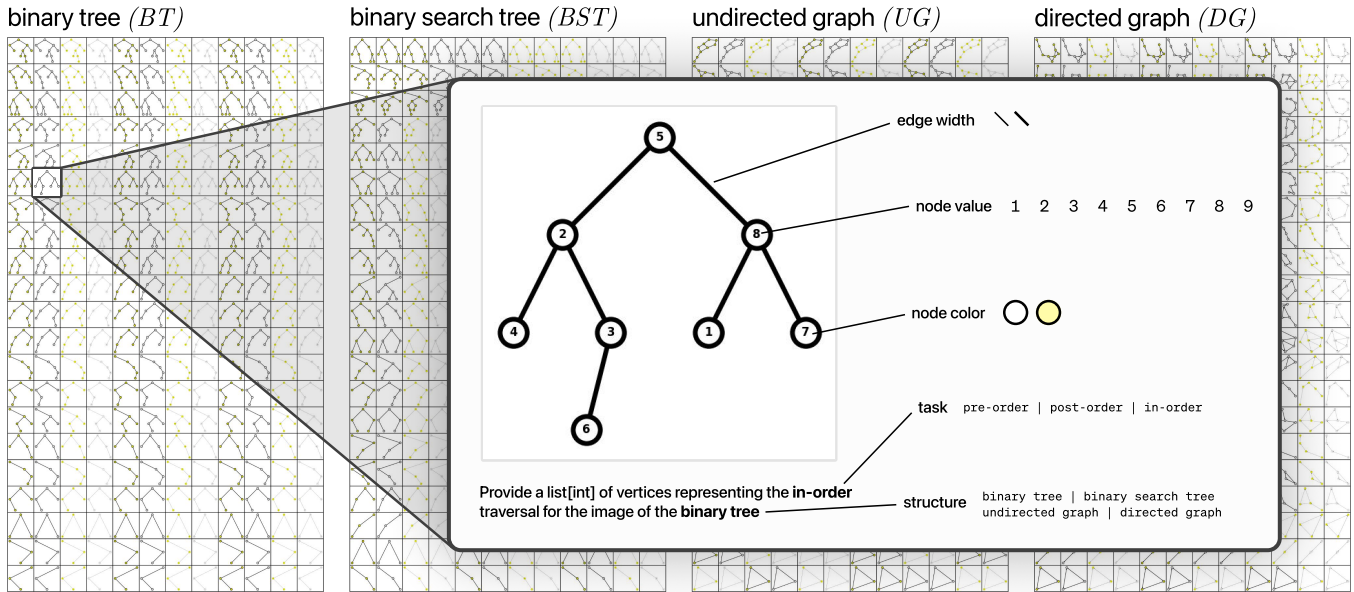 binary tree (BT)
binary search tree (BST)
undirected graph (UG)
directed graph (DG)
5
2
8
4
3
1
7
6
edge width
node value 1 2 3 4 5 6 7 8 9
node color
task pre-order | post-order | in-order
Provide a list[int] of vertices representing the in-order
traversal for the image of the binary tree
structure binary tree | binary search tree
undirected graph | directed graph